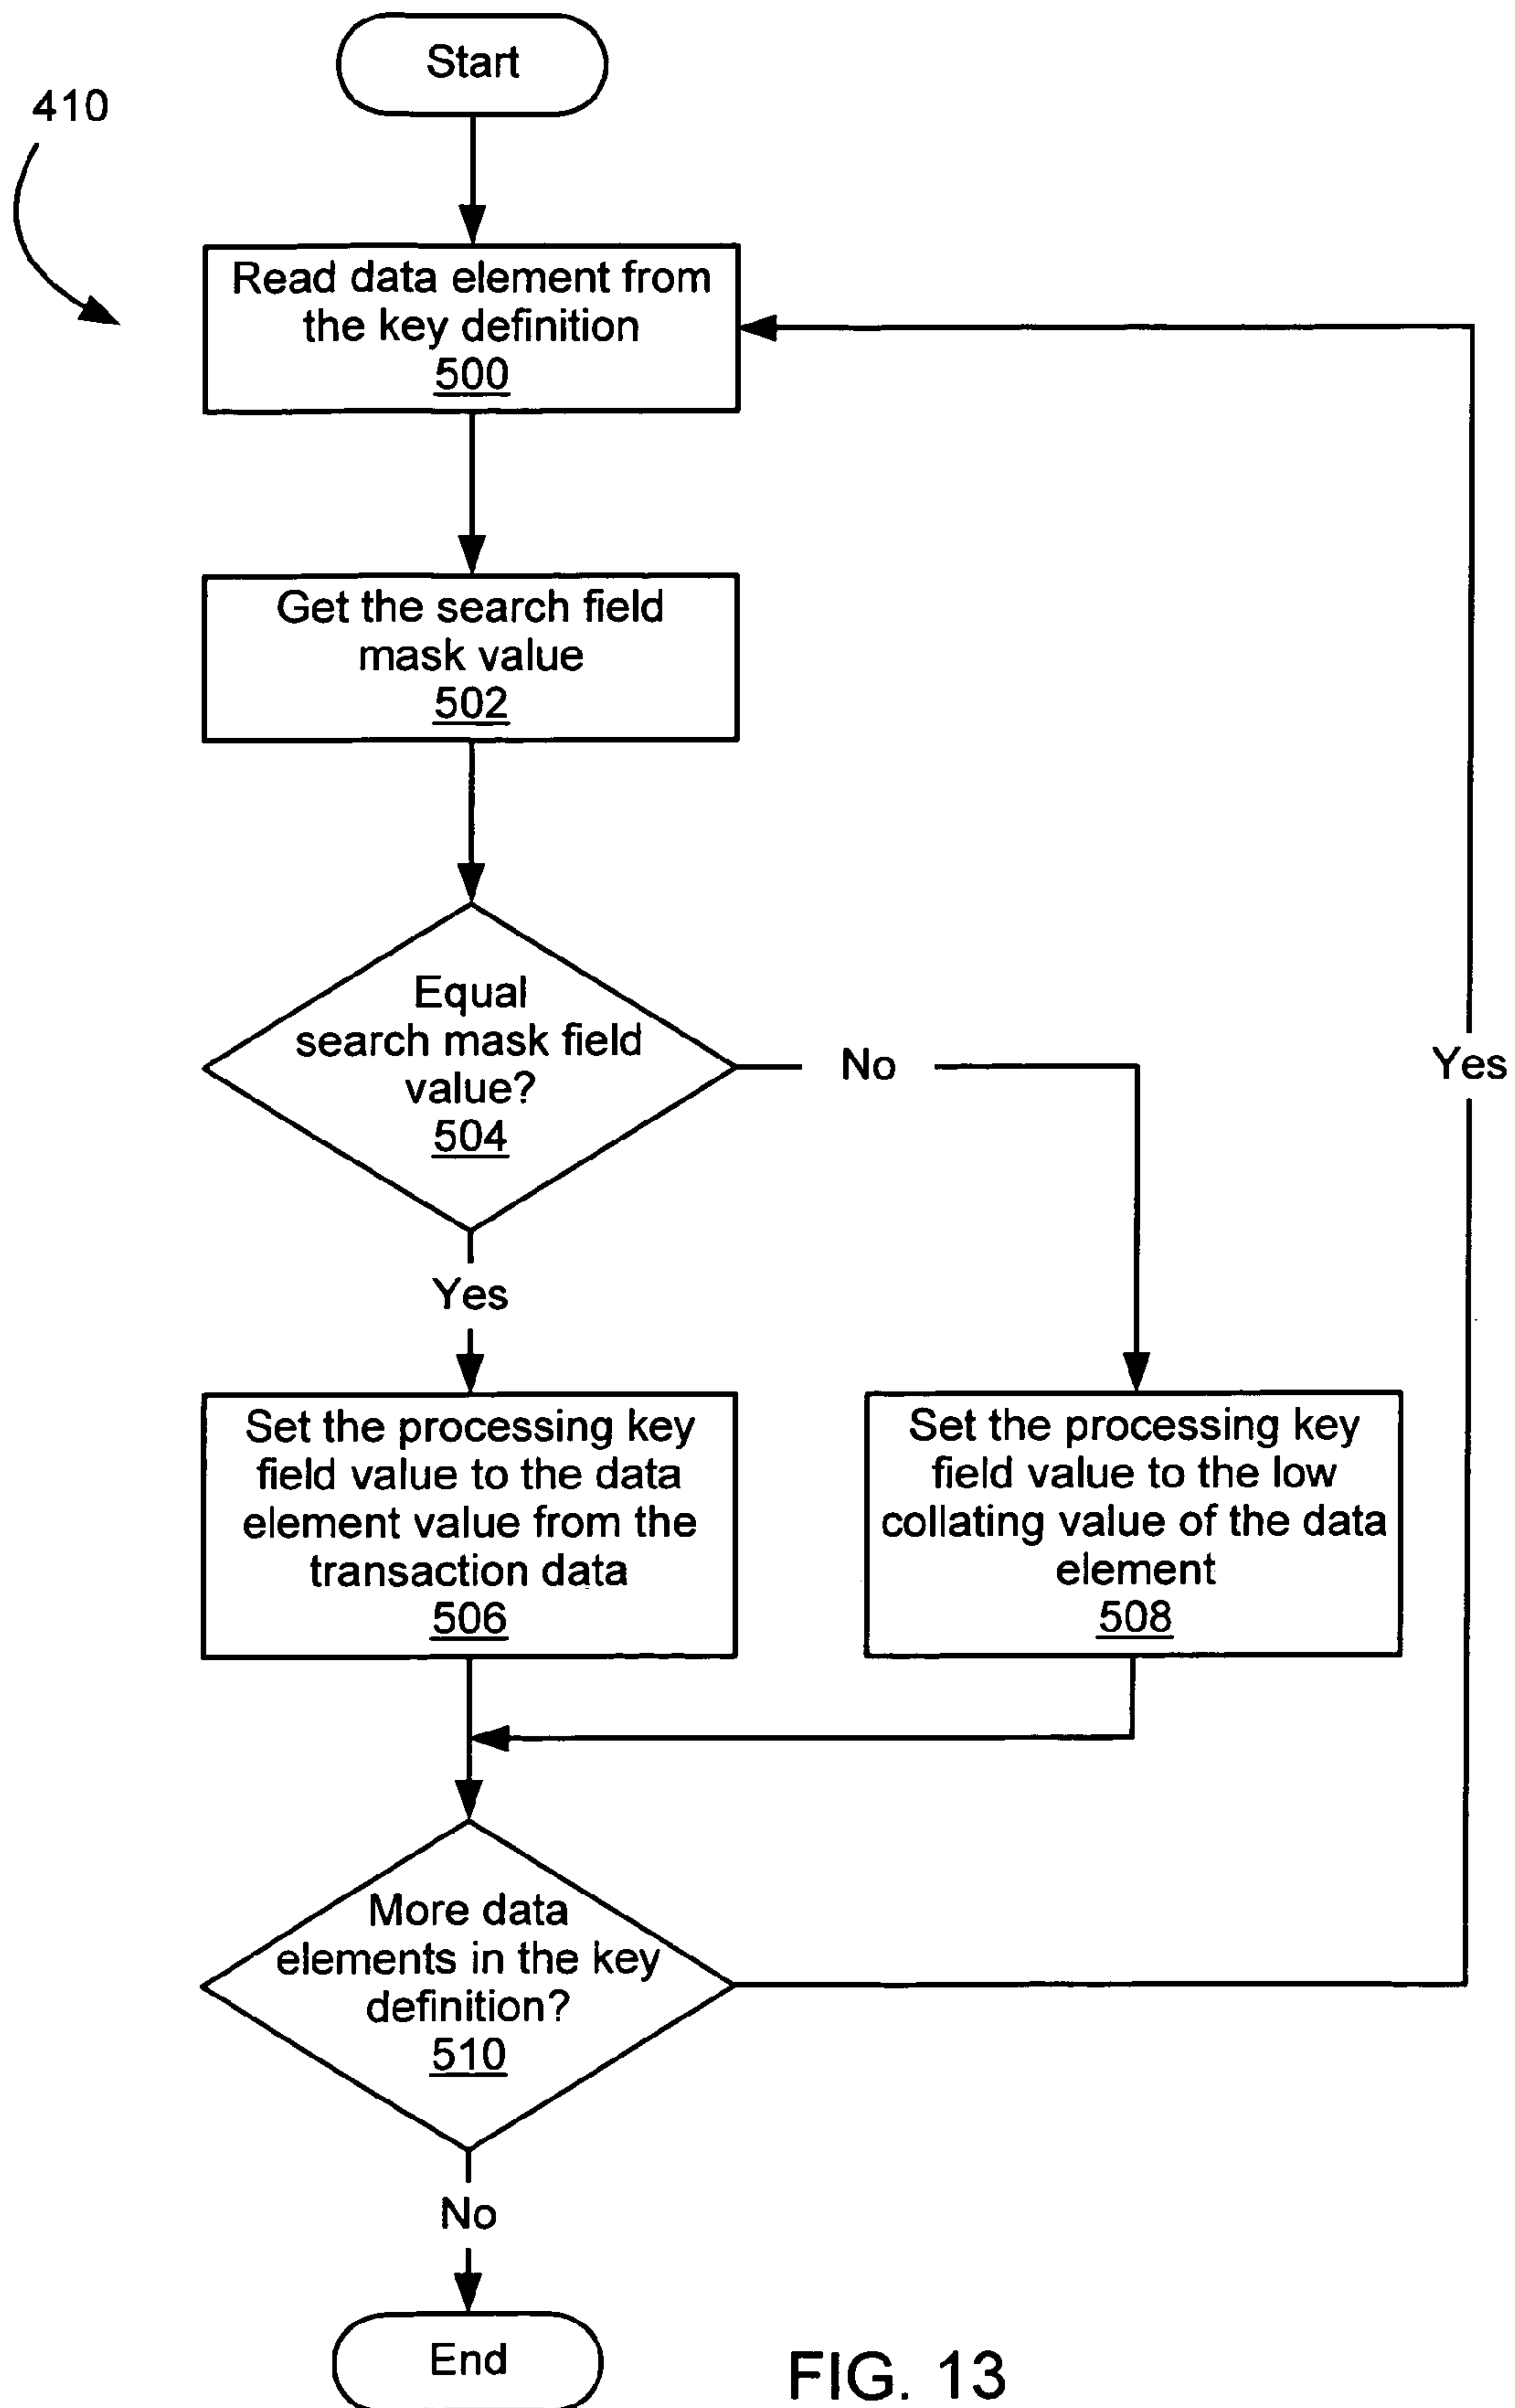 Start
410
Read data element from
the key definition
500
Get the search field
mask value
502
Equal
search mask field
value?
504
No
Yes
Yes
Set the processing key
field value to the data
element value from the
transaction data
506
Set the processing key
field value to the low
collating value of the data
element
508
More data
elements in the key
definition?
510
No
End
FIG. 13